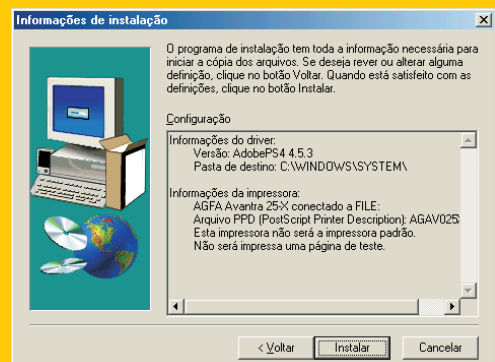 Informações de instalação
O programa de instalação tem toda a informação necessária para
iniciar a cópia dos arquivos. Se deseja rever ou alterar alguma
definição, clique no botão Voltar. Quando está satisfeito com as
definições, clique no botão Instalar.
Configuração
Informações do driver:
Versão: AdobePS4 4.5.3
Pasta de destino: C:\WINDOWS\SYSTEM\
Informações da impressora:
AGFA Avantra 25-X conectado a FILE:
Arquivo PPD (PostScript Printer Description): AGAV025
Esta impressora não será a impressora padrão.
Não será impressa uma página de teste.
< Voltar
Instalar
Cancelar